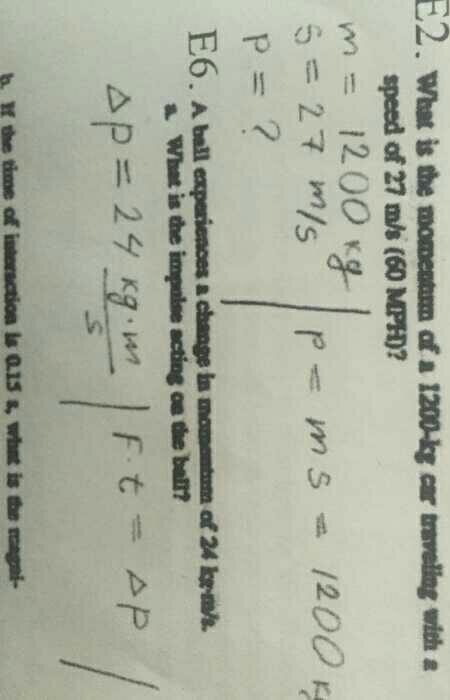 E2. What is the momentum of a 1200-kg car traveling with a
speed of 27 m/s (60 MPH)?
m = 1200 kg | p = ms = 1200
s = 27 m/s
p = ?
E6. A ball experiences a change in momentum of 24 kg·m/s.
a. What is the impulse acting on the ball?
Δp = 24 kg·m/s | F·t = Δp |
b. If the time of interaction is 0.15 s, what is the magni-